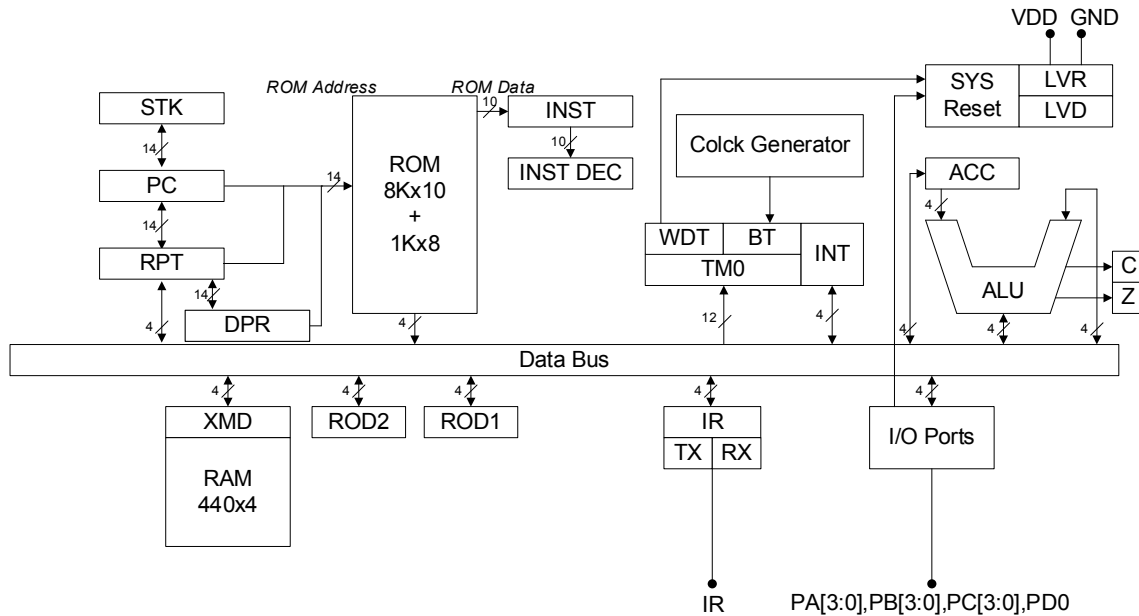 VDD GND
ROM Address
ROM Data
SYS
Reset
LVR
LVD
STK
10
INST
14
10
Colck Generator
ROM
8Kx10
+
1Kx8
INST DEC
ACC
PC
14
4
14
WDT
BT
INT
TM0
RPT
ALU
C
Z
14
4
DPR
4
12
4
4
4
4
Data Bus
4
4
4
4
4
XMD
ROD2
ROD1
IR
I/O Ports
TX
RX
RAM
440x4
IR
PA[3:0],PB[3:0],PC[3:0],PD0